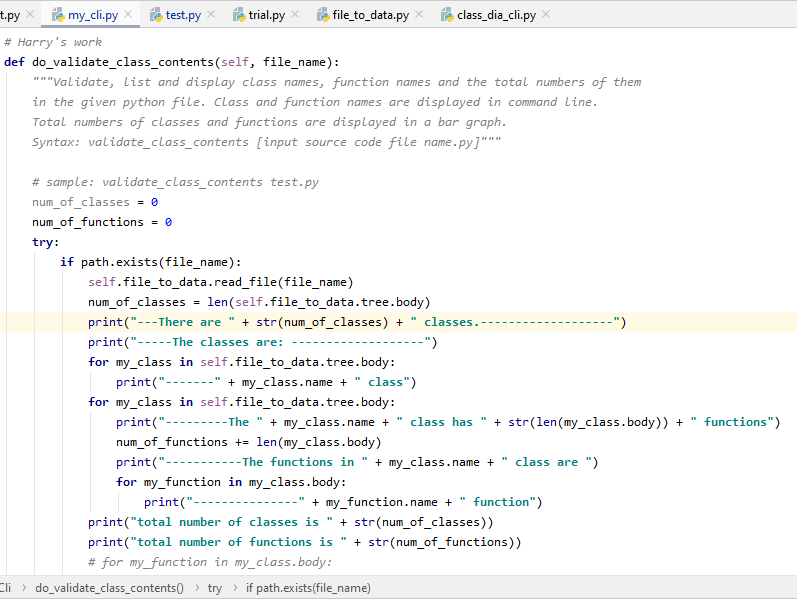 t.py my_cli.py test.py trial.py file_to_data.py class_dia_cli.py
# Harry's work
def do_validate_class_contents(self, file_name):
    """Validate, list and display class names, function names and the total numbers of them
    in the given python file. Class and function names are displayed in command line.
    Total numbers of classes and functions are displayed in a bar graph.
    Syntax: validate_class_contents [input source code file name.py]"""
    # sample: validate_class_contents test.py
    num_of_classes = 0
    num_of_functions = 0
    try:
        if path.exists(file_name):
            self.file_to_data.read_file(file_name)
            num_of_classes = len(self.file_to_data.tree.body)
            print("---There are " + str(num_of_classes) + " classes.-------------------")
            print("-----The classes are: -------------------")
            for my_class in self.file_to_data.tree.body:
                print("-------" + my_class.name + " class")
            for my_class in self.file_to_data.tree.body:
                print("---------The " + my_class.name + " class has " + str(len(my_class.body)) + " functions")
                num_of_functions += len(my_class.body)
                print("-----------The functions in " + my_class.name + " class are ")
                for my_function in my_class.body:
                    print("---------------" + my_function.name + " function")
            print("total number of classes is " + str(num_of_classes))
            print("total number of functions is " + str(num_of_functions))
            # for my_function in my_class.body:
Cli › do_validate_class_contents() › try › if path.exists(file_name)